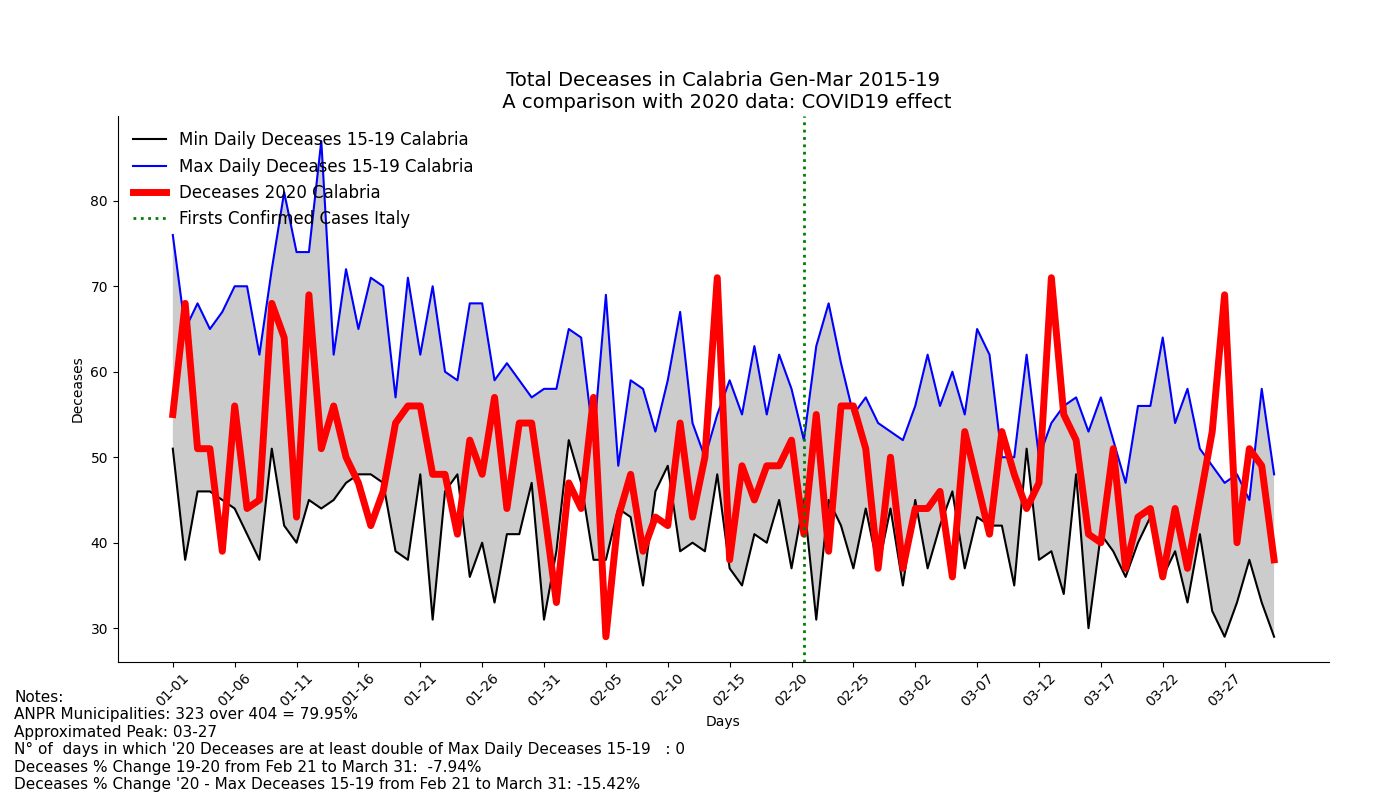 Total Deceases in Calabria Gen-Mar 2015-19
A comparison with 2020 data: COVID19 effect
Min Daily Deceases 15-19 Calabria
Max Daily Deceases 15-19 Calabria
Deceases 2020 Calabria
Firsts Confirmed Cases Italy
Deceases
80
70
60
50
40
30
01-01 01-06 01-11 01-16 01-21 01-26 01-31 02-05 02-10 02-15 02-20 02-25 03-02 03-07 03-12 03-17 03-22 03-27
Days
Notes:
ANPR Municipalities: 323 over 404 = 79.95%
Approximated Peak: 03-27
N° of  days in which '20 Deceases are at least double of Max Daily Deceases 15-19   : 0
Deceases % Change 19-20 from Feb 21 to March 31:  -7.94%
Deceases % Change '20 - Max Deceases 15-19 from Feb 21 to March 31: -15.42%